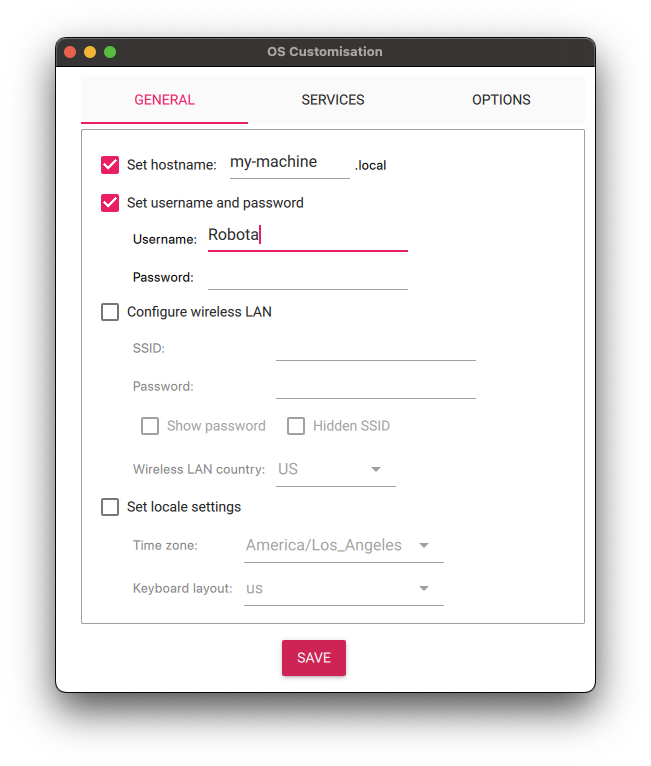 OS Customisation
GENERAL SERVICES OPTIONS
Set hostname: my-machine .local
Set username and password
Username: Robota
Password:
Configure wireless LAN
SSID:
Password:
Show password Hidden SSID
Wireless LAN country: US
Set locale settings
Time zone: America/Los_Angeles
Keyboard layout: us
SAVE